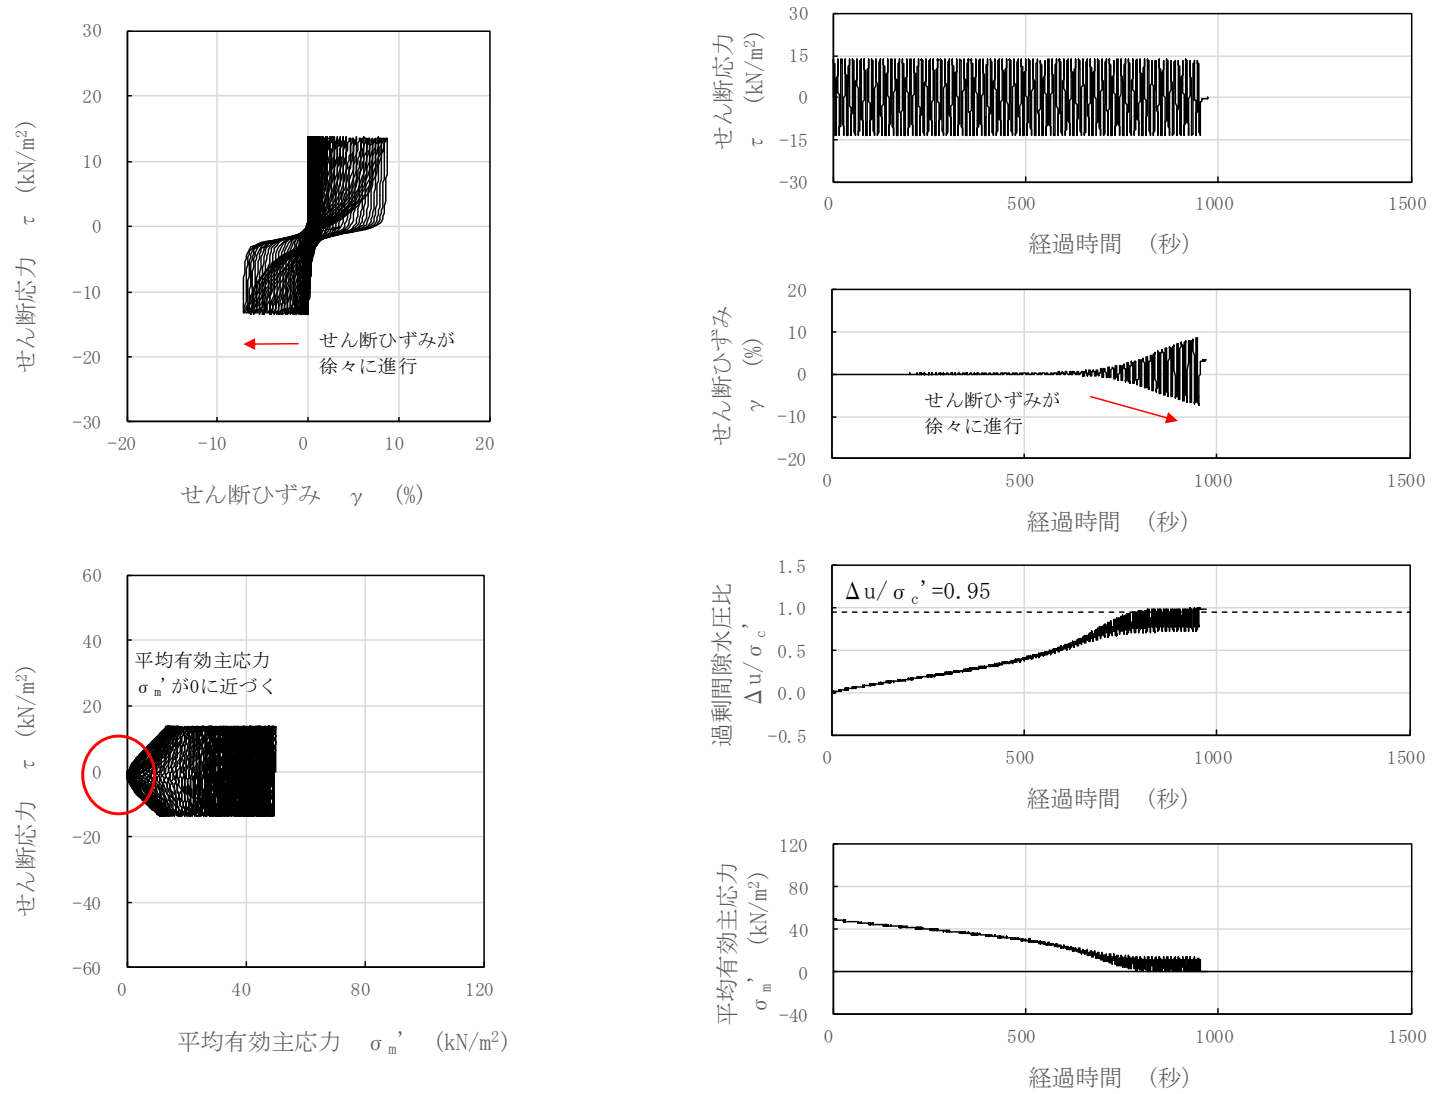 30
20
10
0
-10
-20
-30
せん断応力 τ (kN/m²)
せん断ひずみが
徐々に進行
-20 -10 0 10 20
せん断ひずみ γ (%)
60
40
20
0
-20
-40
-60
せん断応力 τ (kN/m²)
平均有効主応力
σm'が0に近づく
0 40 80 120
平均有効主応力 σm' (kN/m²)
30
15
0
-15
-30
せん断応力
τ (kN/m²)
0 500 1000 1500
経過時間 (秒)
20
10
0
-10
-20
せん断ひずみ
γ (%)
せん断ひずみが
徐々に進行
0 500 1000 1500
経過時間 (秒)
1.5
1.0
0.5
0.0
-0.5
過剰間隙水圧比
Δu/σc'
Δu/σc'=0.95
0 500 1000 1500
経過時間 (秒)
120
80
40
0
-40
平均有効主応力
σm' (kN/m²)
0 500 1000 1500
経過時間 (秒)